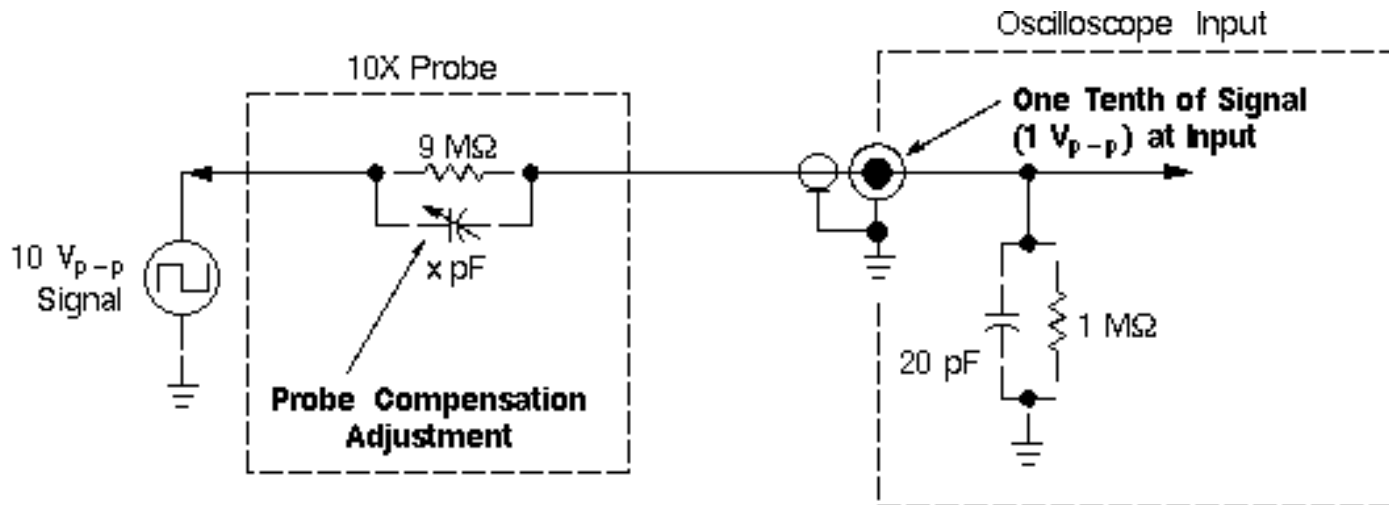 Oscilloscope Input
10X Probe
One Tenth of Signal
(1 Vp-p) at Input
9 MΩ
x pF
10 Vp-p
Signal
Probe Compensation
Adjustment
20 pF
1 MΩ